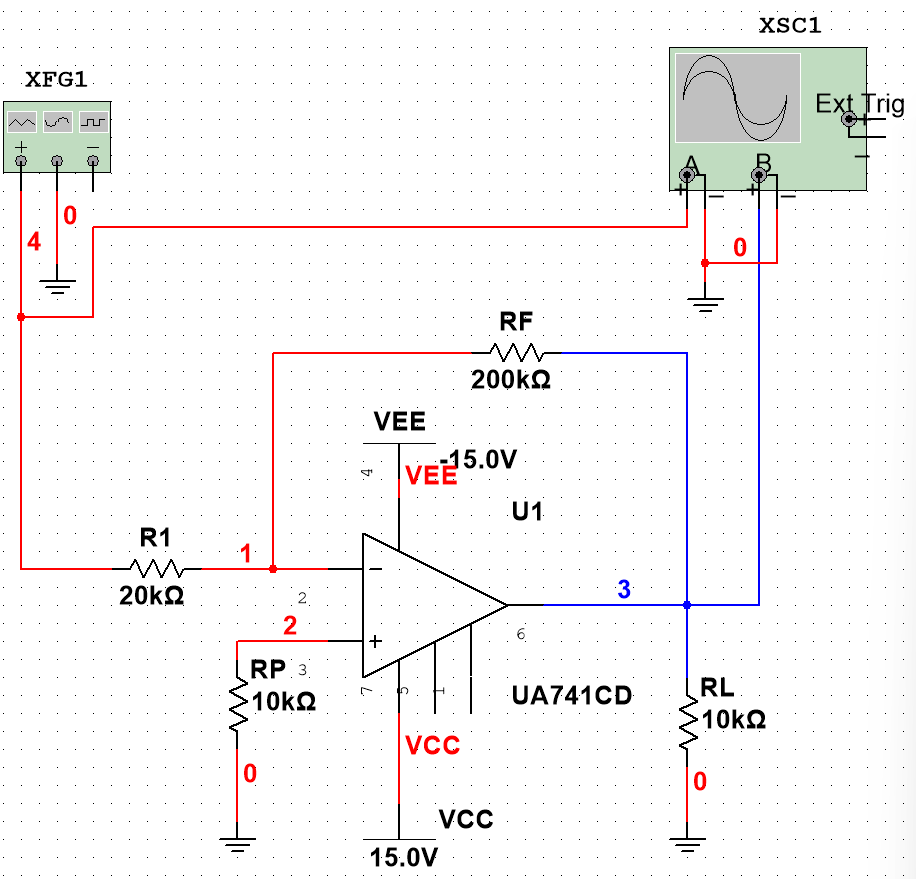 XSC1
XFG1
Ext Trig
+
+ −
−
A B
+ − + −
0
4
0
RF
200kΩ
VEE
-15.0V
4
VEE
U1
R1
1
−
20kΩ
2
3
2
+
6
RP
3
10kΩ
7 5 1
UA741CD
RL
10kΩ
VCC
0
0
VCC
15.0V